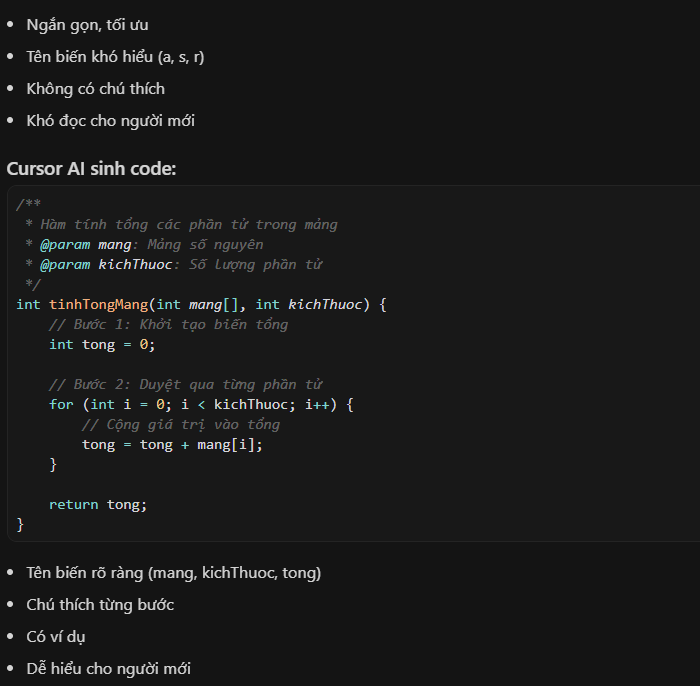 • Ngắn gọn, tối ưu
• Tên biến khó hiểu (a, s, r)
• Không có chú thích
• Khó đọc cho người mới
Cursor AI sinh code:
/**
 * Hàm tính tổng các phần tử trong mảng
 * @param mang: Mảng số nguyên
 * @param kichThuoc: Số lượng phần tử
 */
int tinhTongMang(int mang[], int kichThuoc) {
    // Bước 1: Khởi tạo biến tổng
    int tong = 0;
    // Bước 2: Duyệt qua từng phần tử
    for (int i = 0; i < kichThuoc; i++) {
        // Cộng giá trị vào tổng
        tong = tong + mang[i];
    }
    return tong;
}
• Tên biến rõ ràng (mang, kichThuoc, tong)
• Chú thích từng bước
• Có ví dụ
• Dễ hiểu cho người mới